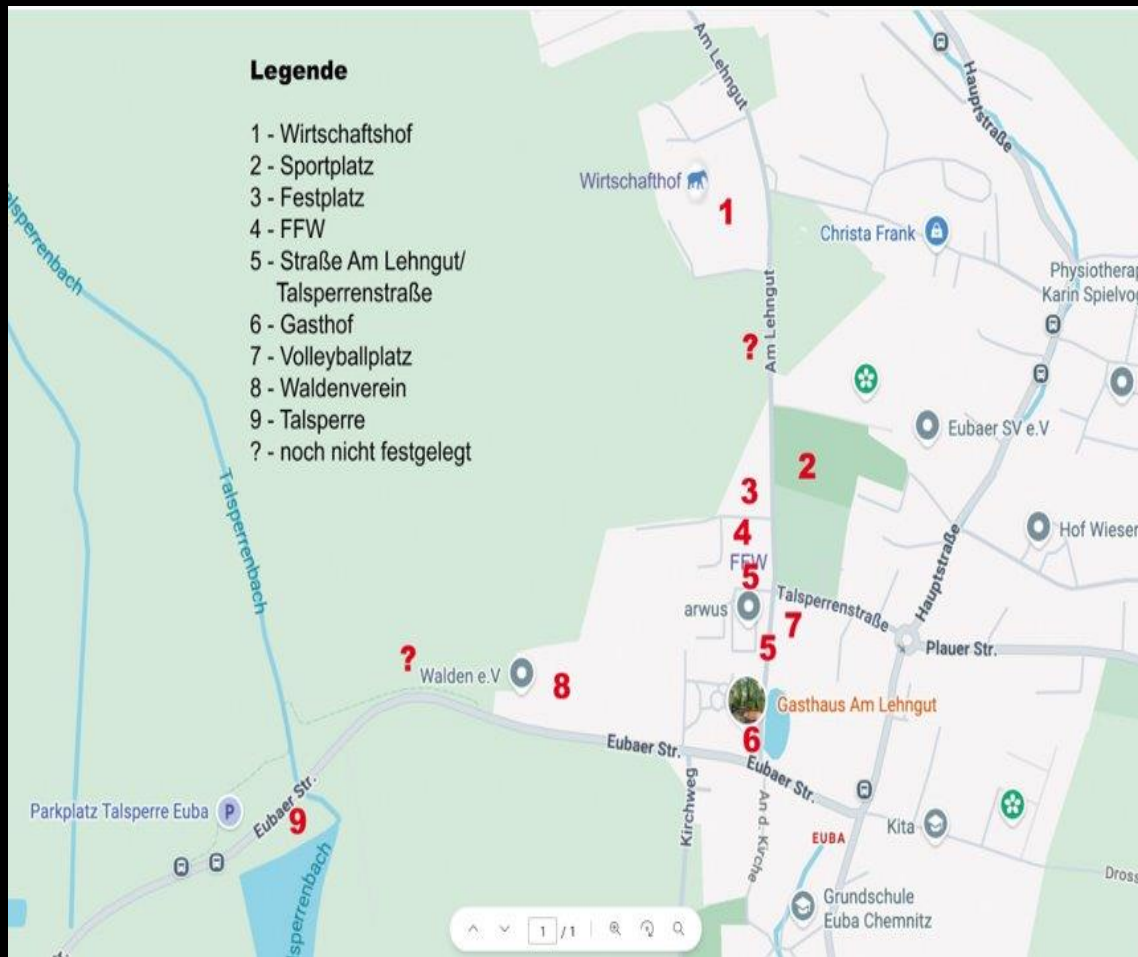 Legende
1 - Wirtschaftshof
2 - Sportplatz
3 - Festplatz
4 - FFW
5 - Straße Am Lehngut/
Talsperrenstraße
6 - Gasthof
7 - Volleyballplatz
8 - Waldenverein
9 - Talsperre
? - noch nicht festgelegt
Am Lehngut
Hauptstraße
Talsperrenbach
Wirtschafthof
1
Christa Frank
Physiotherap
Karin Spielvog
Am Lehngut
?
Eubaer SV e.V
2
3
Talsperrenbach
4
FFW
Hof Wieser
5
Hauptstraße
arwus
Talsperrenstraße
7
5
Plauer Str.
?
Walden e.V
8
Gasthaus Am Lehngut
6
Eubaer Str.
Eubaer Str.
Kirchweg
An d. Kirche
Parkplatz Talsperre Euba
P
Eubaer Str.
9
Kita
EUBA
Dross
Grundschule
Euba Chemnitz
sperrenbach
1 / 1